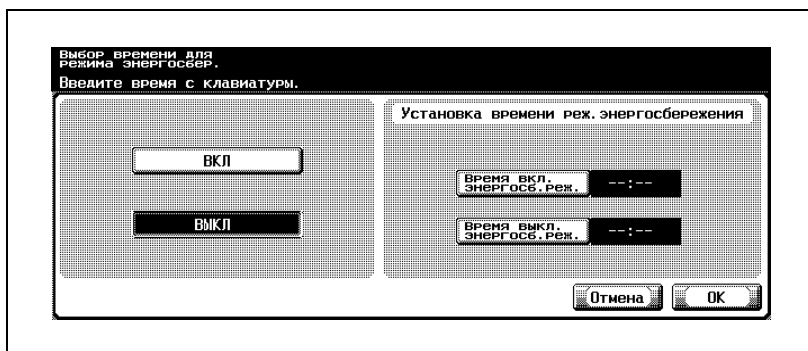 Выбор времени для
режима энергосбер.
Введите время с клавиатуры.
Установка времени реж.энергосбережения
ВКЛ
Время вкл.
энергосб.реж.
--:--
ВЫКЛ
Время выкл.
энергосб.реж.
--:--
Отмена
OK